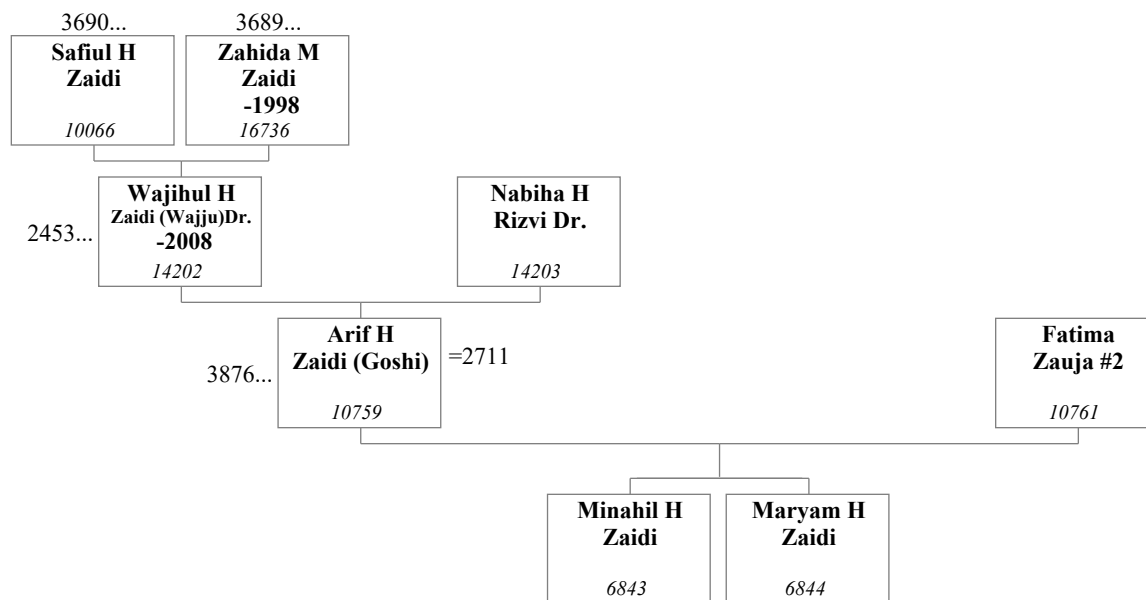 3690...
3689...
Safiul H
Zaidi
10066
Zahida M
Zaidi
-1998
16736
2453...
Wajihul H
Zaidi (Wajju)Dr.
-2008
14202
Nabiha H
Rizvi Dr.
14203
3876...
Arif H
Zaidi (Goshi)
10759
=2711
Fatima
Zauja #2
10761
Minahil H
Zaidi
6843
Maryam H
Zaidi
6844